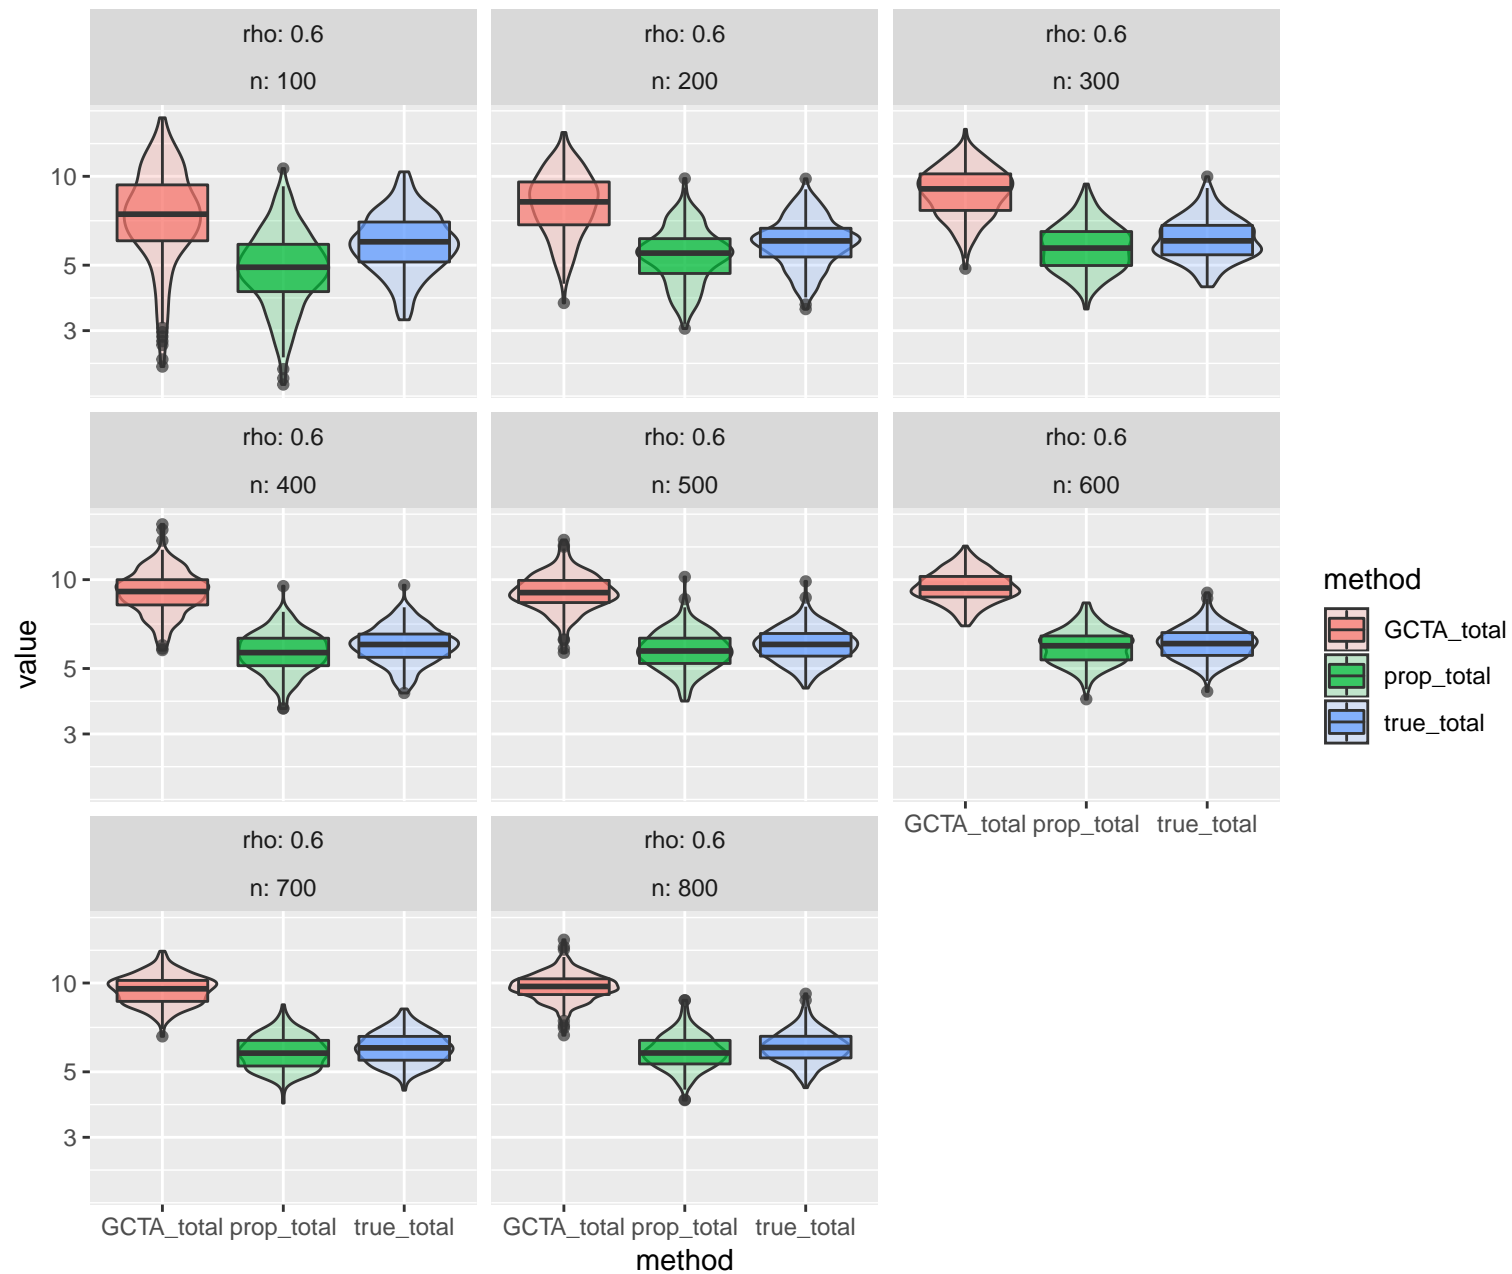 rho: 0.6
rho: 0.6
rho: 0.6
n: 100
n: 200
n: 300
10
5
3
rho: 0.6
rho: 0.6
rho: 0.6
n: 400
n: 500
n: 600
10
5
3
GCTA_total prop_total true_total
rho: 0.6
rho: 0.6
n: 700
n: 800
10
5
3
GCTA_total prop_total true_total
GCTA_total prop_total true_total
method
value
method
GCTA_total
prop_total
true_total